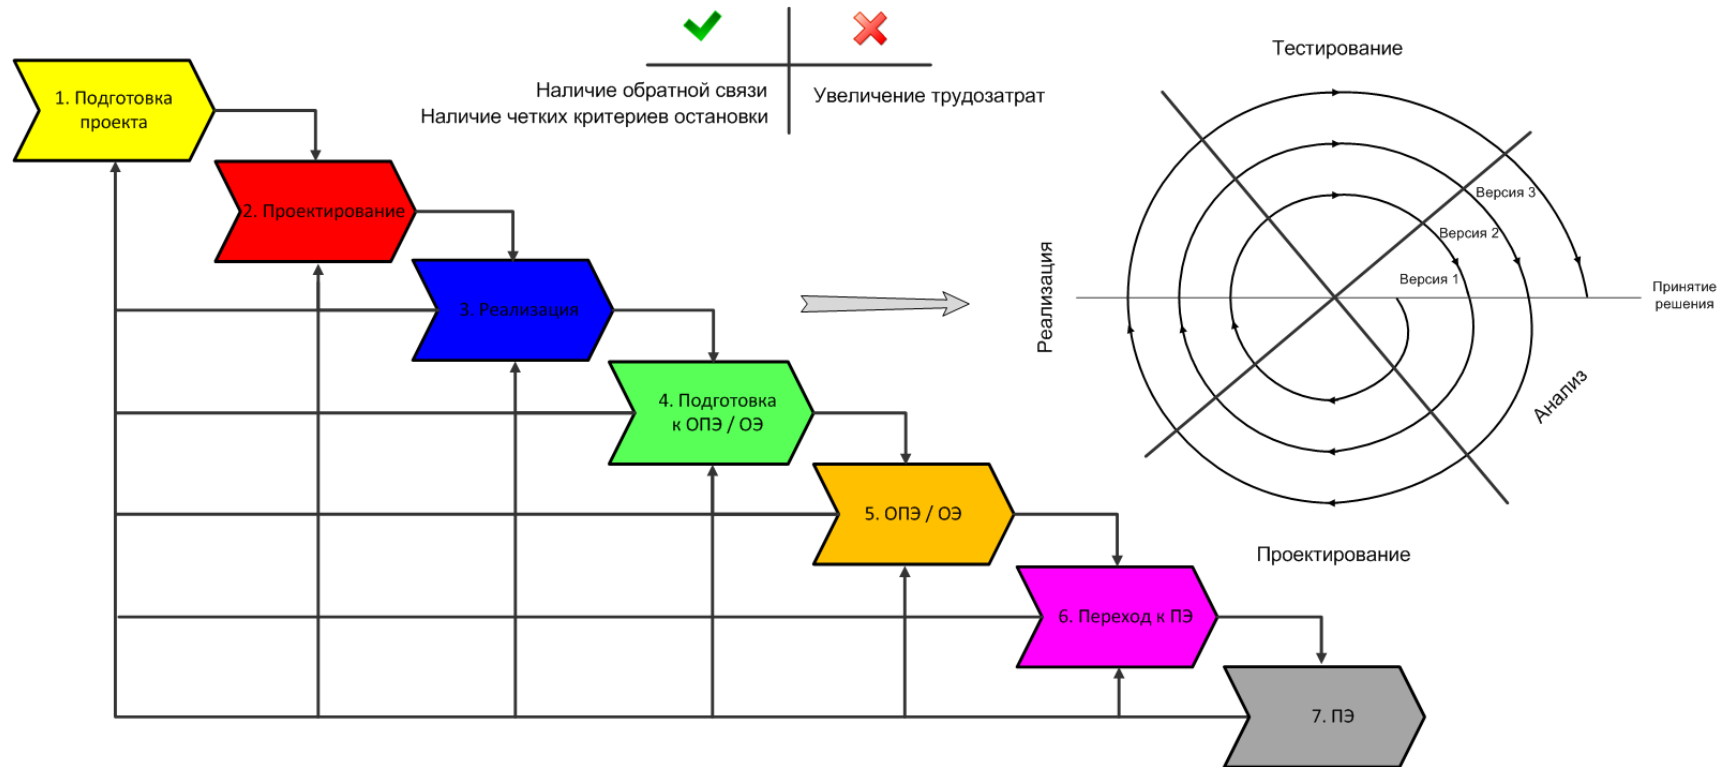 1. Подготовка
проекта
2. Проектирование
3. Реализация
4. Подготовка
к ОПЭ / ОЭ
5. ОПЭ / ОЭ
6. Переход к ПЭ
7. ПЭ
Наличие обратной связи
Наличие четких критериев остановки
Увеличение трудозатрат
Тестирование
Версия 3
Версия 2
Версия 1
Реализация
Принятие
решения
Анализ
Проектирование